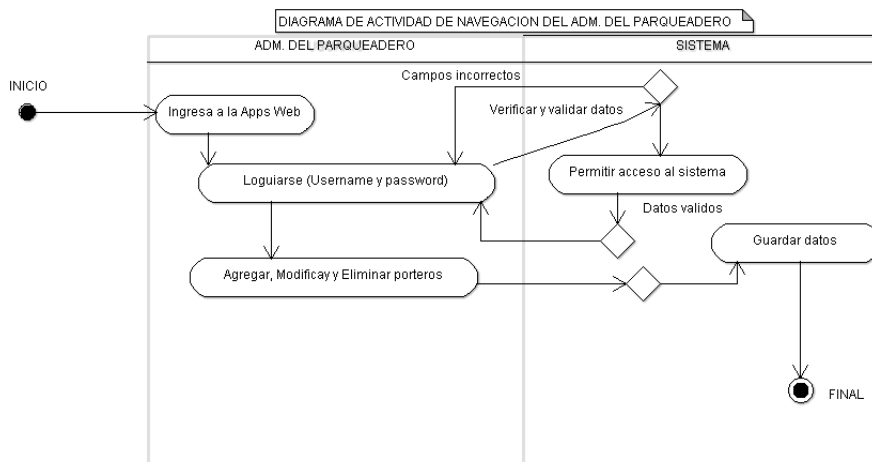 DIAGRAMA DE ACTIVIDAD DE NAVEGACION DEL ADM. DEL PARQUEADERO
ADM. DEL PARQUEADERO
SISTEMA
INICIO
Campos incorrectos
Ingresa a la Apps Web
Verificar y validar datos
Loguiarse (Username y password)
Permitir acceso al sistema
Datos validos
Guardar datos
Agregar, Modificay y Eliminar porteros
FINAL